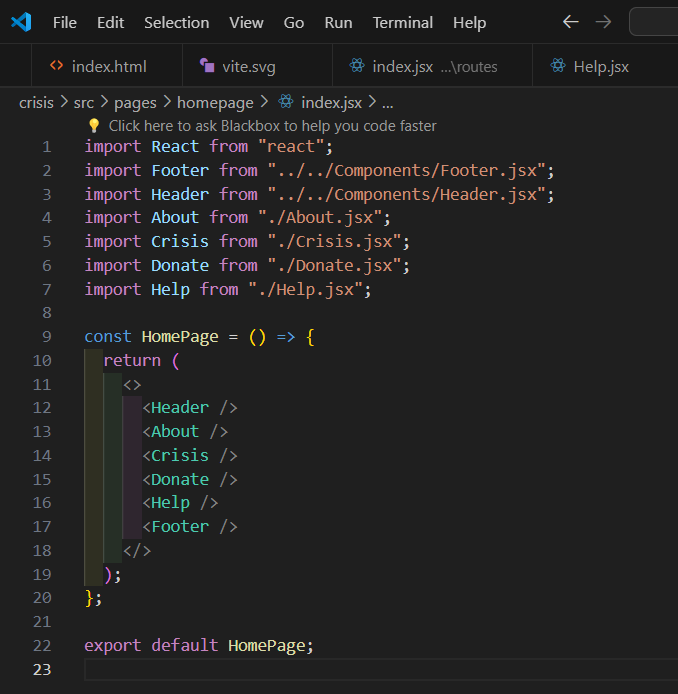 File Edit Selection View Go Run Terminal Help
index.html vite.svg index.jsx ...\routes Help.jsx
crisis > src > pages > homepage > index.jsx > ...
Click here to ask Blackbox to help you code faster
1 import React from "react";
2 import Footer from "../../Components/Footer.jsx";
3 import Header from "../../Components/Header.jsx";
4 import About from "./About.jsx";
5 import Crisis from "./Crisis.jsx";
6 import Donate from "./Donate.jsx";
7 import Help from "./Help.jsx";
8
9 const HomePage = () => {
10 return (
11 <>
12 <Header />
13 <About />
14 <Crisis />
15 <Donate />
16 <Help />
17 <Footer />
18 </>
19 );
20 };
21
22 export default HomePage;
23